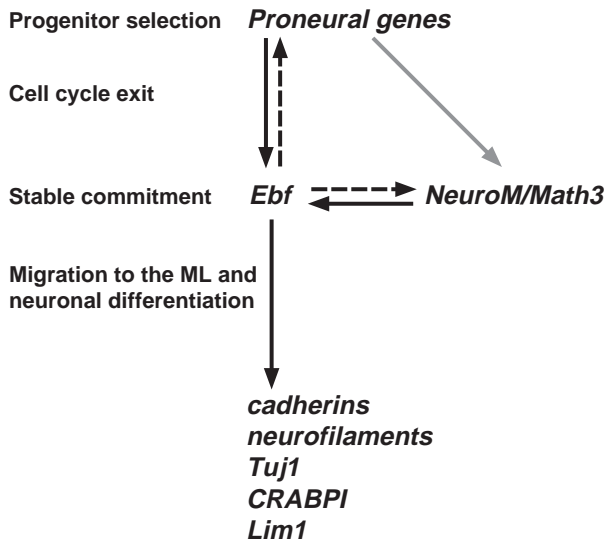 Progenitor selection Proneural genes
Cell cycle exit
Stable commitment Ebf NeuroM/Math3
Migration to the ML and
neuronal differentiation
cadherins
neurofilaments
Tuj1
CRABPI
Lim1